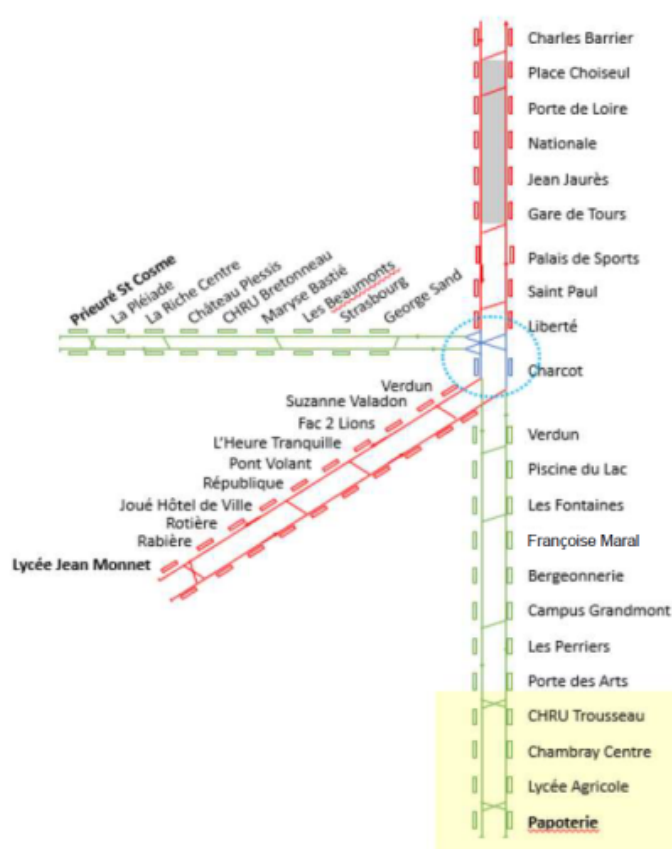 Charles Barrier
Place Choiseul
Porte de Loire
Nationale
Jean Jaurès
Gare de Tours
Palais de Sports
Saint Paul
Liberté
Charcot
Prieuré St Cosme
La Pléiade
La Riche Centre
Château Plessis
CHRU Bretonneau
Maryse Bastié
Les Beaumonts
Strasbourg
George Sand
Verdun
Suzanne Valadon
Fac 2 Lions
L'Heure Tranquille
Pont Volant
République
Joué Hôtel de Ville
Rotière
Rabière
Lycée Jean Monnet
Verdun
Piscine du Lac
Les Fontaines
Françoise Maral
Bergeonnerie
Campus Grandmont
Les Perriers
Porte des Arts
CHRU Trousseau
Chambray Centre
Lycée Agricole
Papoterie